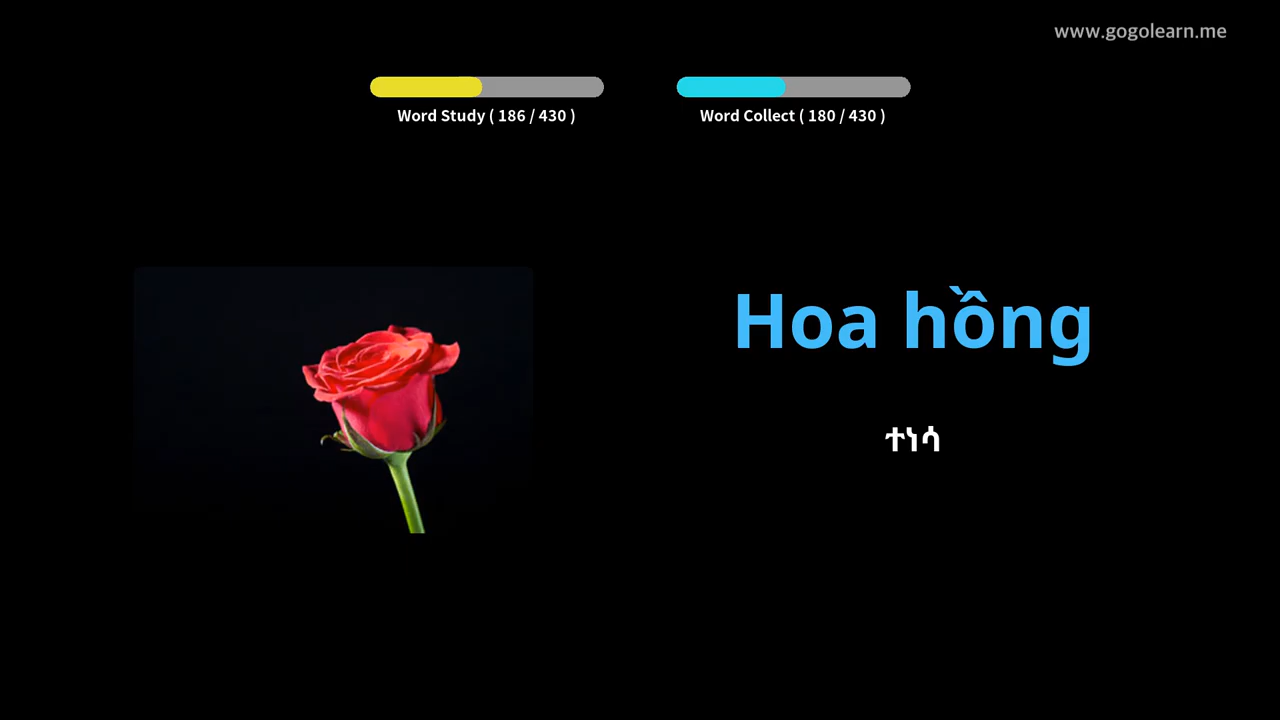 www.gogolearn.me
Word Study ( 186 / 430 )
Word Collect ( 180 / 430 )
Hoa hồng
ተነሳ